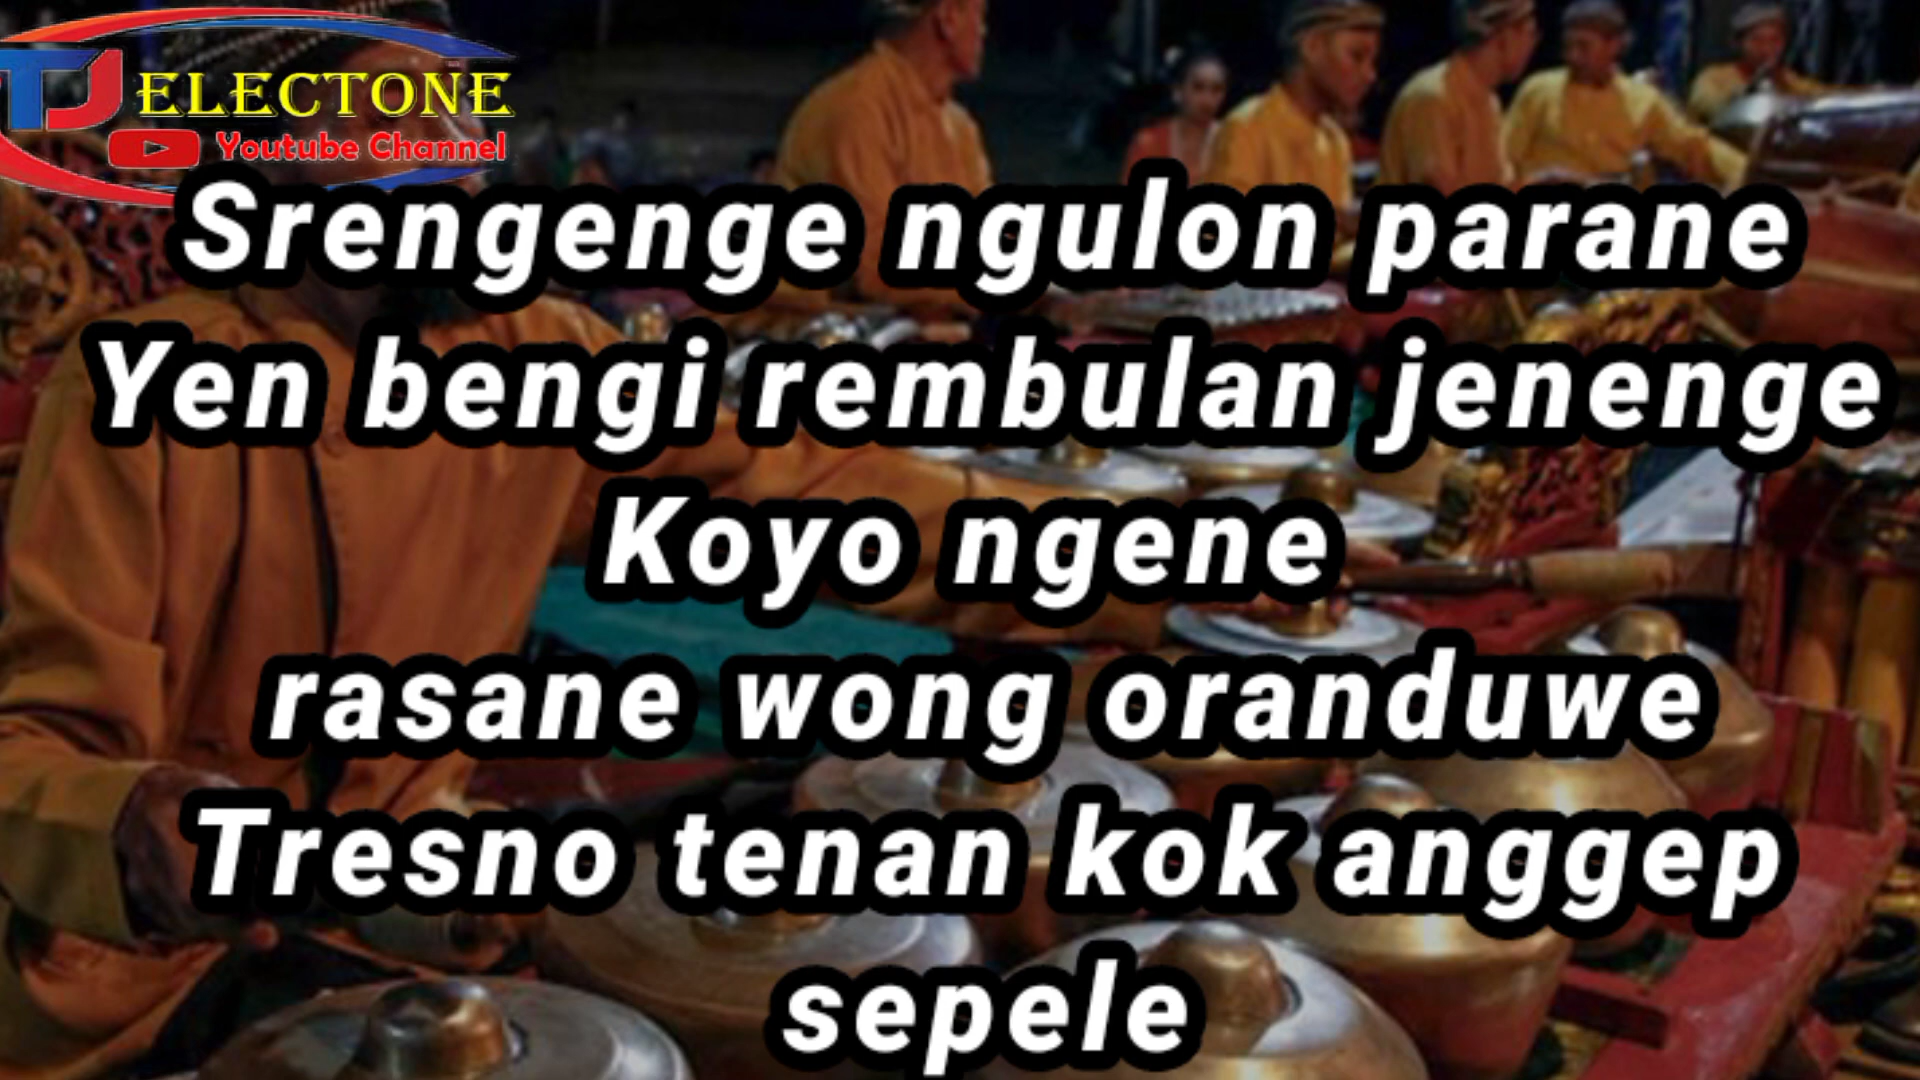 TJ ELECTONE
Youtube Channel
Srengenge ngulon parane
Yen bengi rembulan jenenge
Koyo ngene
rasane wong oranduwe
Tresno tenan kok anggep
sepele